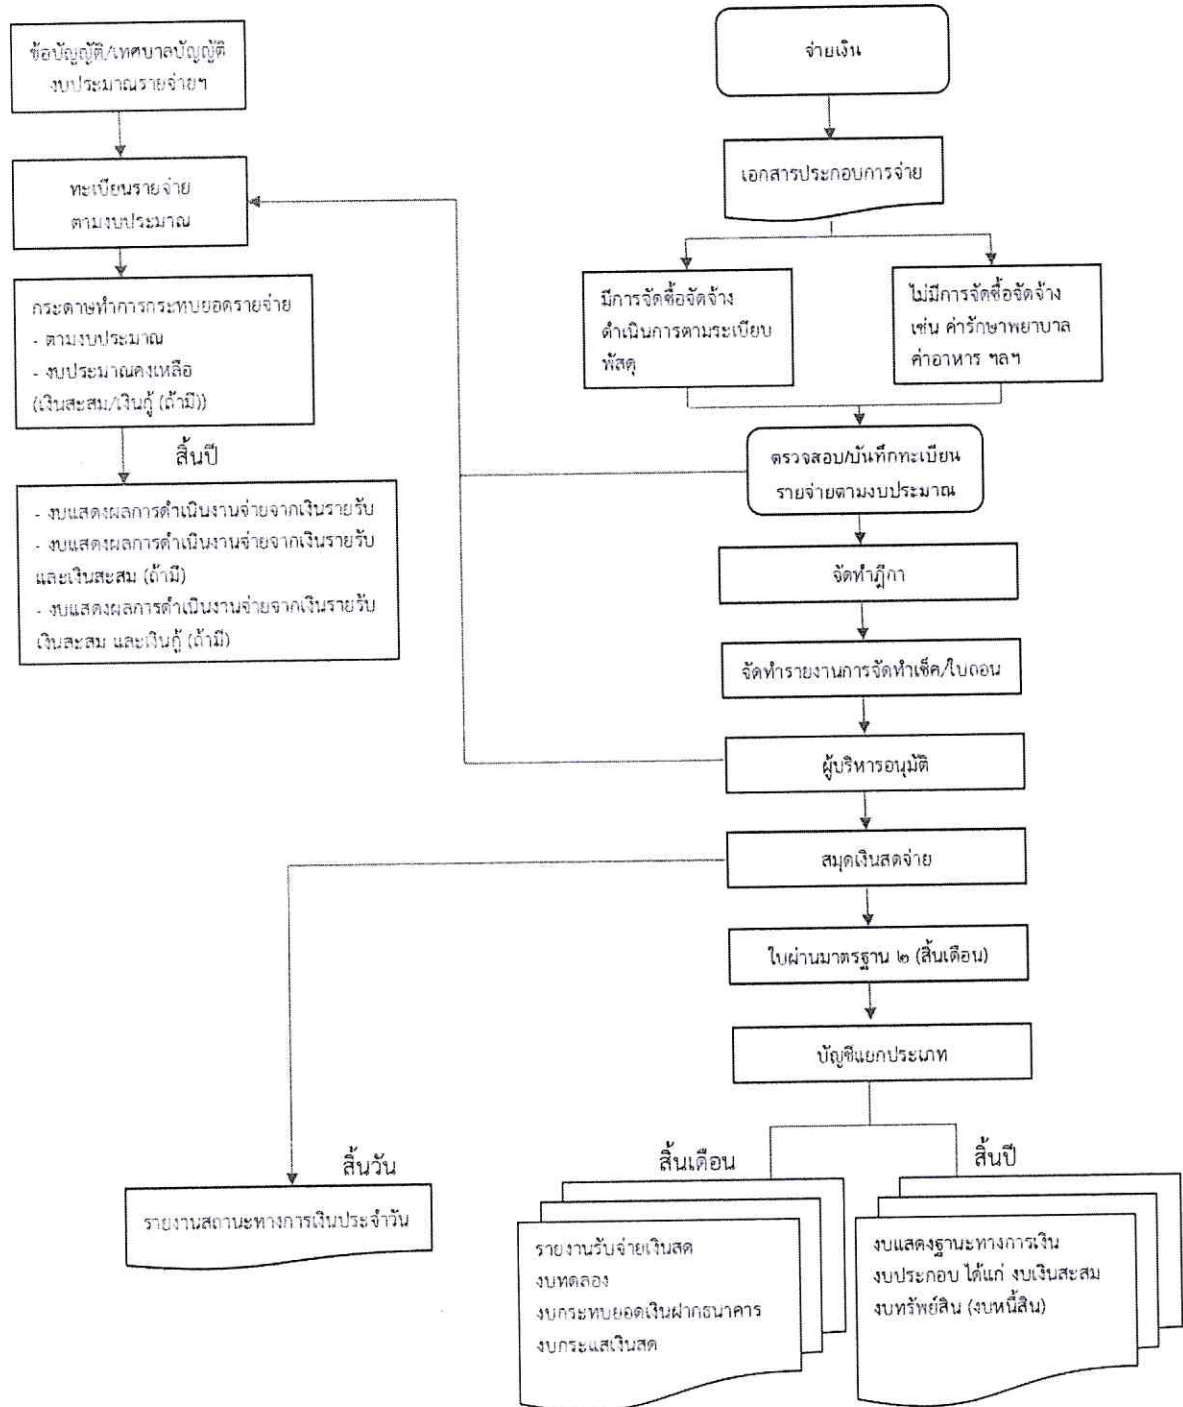 ข้อบัญญัติ/เทศบาลบัญญัติ
งบประมาณรายจ่ายฯ
ทะเบียนรายจ่าย
ตามงบประมาณ
กระดาษทำการกระทบยอดรายจ่าย
- ตามงบประมาณ
- งบประมาณคงเหลือ
(เงินสะสม/เงินกู้ (ถ้ามี))
สิ้นปี
- งบแสดงผลการดำเนินงานจ่ายจากเงินรายรับ
- งบแสดงผลการดำเนินงานจ่ายจากเงินรายรับ
และเงินสะสม (ถ้ามี)
- งบแสดงผลการดำเนินงานจ่ายจากเงินรายรับ
เงินสะสม และเงินกู้ (ถ้ามี)
จ่ายเงิน
เอกสารประกอบการจ่าย
มีการจัดซื้อจัดจ้าง
ดำเนินการตามระเบียบ
พัสดุ
ไม่มีการจัดซื้อจัดจ้าง
เช่น ค่ารักษาพยาบาล
ค่าอาหาร ฯลฯ
ตรวจสอบ/บันทึกทะเบียน
รายจ่ายตามงบประมาณ
จัดทำฎีกา
จัดทำรายงานการจัดทำเช็ค/ใบถอน
ผู้บริหารอนุมัติ
สมุดเงินสดจ่าย
ใบผ่านมาตรฐาน ๒ (สิ้นเดือน)
บัญชีแยกประเภท
สิ้นวัน
รายงานสถานะทางการเงินประจำวัน
สิ้นเดือน
รายงานรับจ่ายเงินสด
งบทดลอง
งบกระทบยอดเงินฝากธนาคาร
งบกระแสเงินสด
สิ้นปี
งบแสดงฐานะทางการเงิน
งบประกอบ ได้แก่ งบเงินสะสม
งบทรัพย์สิน (งบหนี้สิน)